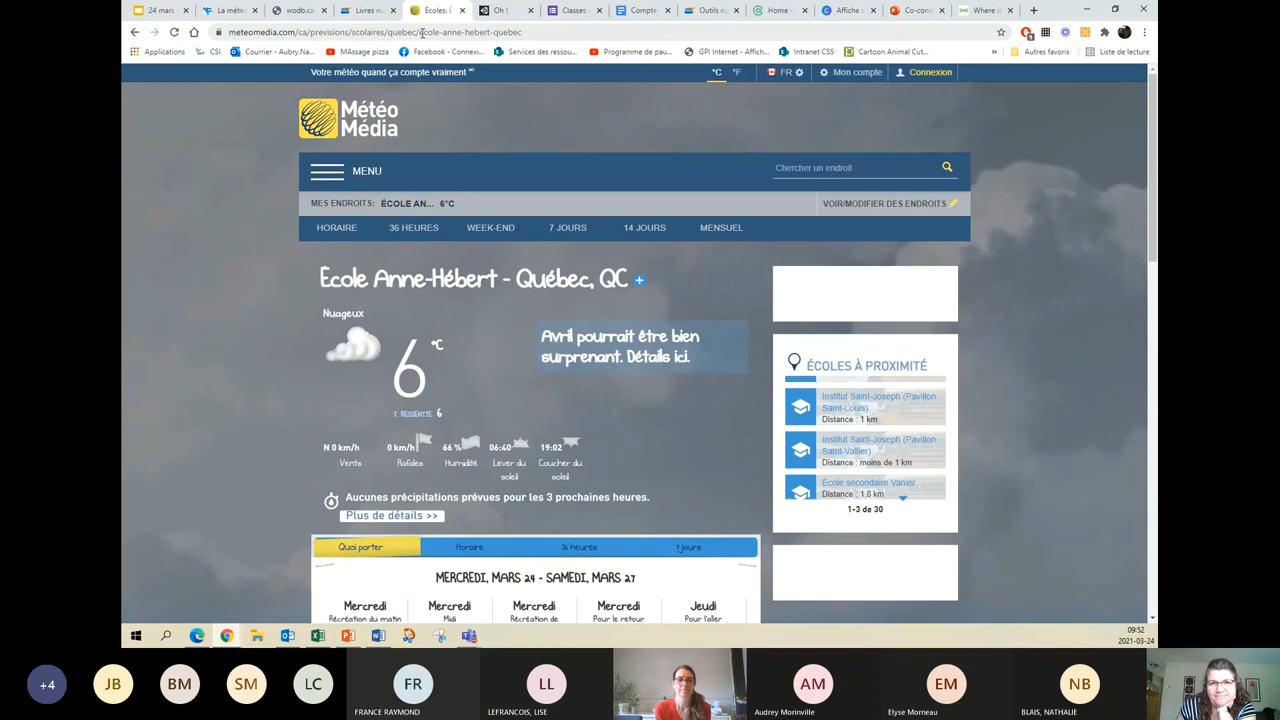 24 mars
La météo
wodb.ca
Livres nu
Écoles: É
Oh !
Classes
Compte
Outils no
Home -
Affiche
Co-cons
Where it
meteomedia.com/ca/previsions/scolaires/quebec/ecole-anne-hebert-quebec
Applications
CSS
Courrier - Aubry.Na...
MAssage pizza
Facebook - Connexi...
Services des ressou...
Programme de pau...
GPI Internet - Affich...
Intranet CSS
Cartoon Animal Cut...
»
Autres favoris
Liste de lecture
Votre météo quand ça compte vraiment MC
°C
°F
FR
Mon compte
Connexion
Météo
Média
MENU
Chercher un endroit
MES ENDROITS: ÉCOLE AN... 6°C
VOIR/MODIFIER DES ENDROITS
HORAIRE
36 HEURES
WEEK-END
7 JOURS
14 JOURS
MENSUEL
École Anne-Hébert - Québec, QC +
Nuageux
6 °C
T. RESSENTIE 6
Avril pourrait être bien
surprenant. Détails ici.
N 0 km/h
Vents
0 km/h
Rafales
66 %
Humidité
06:40
Lever du
soleil
19:02
Coucher du
soleil
Aucunes précipitations prévues pour les 3 prochaines heures.
Plus de détails >>
Quoi porter
Horaire
36 heures
7 jours
MERCREDI, MARS 24 - SAMEDI, MARS 27
Mercredi
Récréation du matin
Mercredi
Midi
Mercredi
Récréation de
Mercredi
Pour le retour
Jeudi
Pour l'aller
ÉCOLES À PROXIMITÉ
Institut Saint-Joseph (Pavillon
Saint-Louis)
Distance : 1 km
Institut Saint-Joseph (Pavillon
Saint-Vallier)
Distance : moins de 1 km
École secondaire Vanier
Distance : 1,8 km
1-3 de 30
09:52
2021-03-24
+4
JB
BM
SM
LC
FR
FRANCE RAYMOND
LL
LEFRANCOIS, LISE
AM
Audrey Morinville
EM
Elyse Morneau
NB
BLAIS, NATHALIE